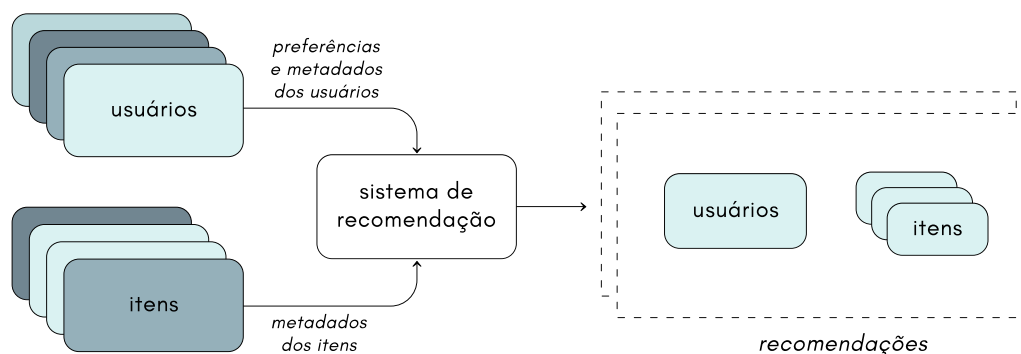 usuários
preferências
e metadados
dos usuários
sistema de
recomendação
itens
metadados
dos itens
usuários
itens
recomendações